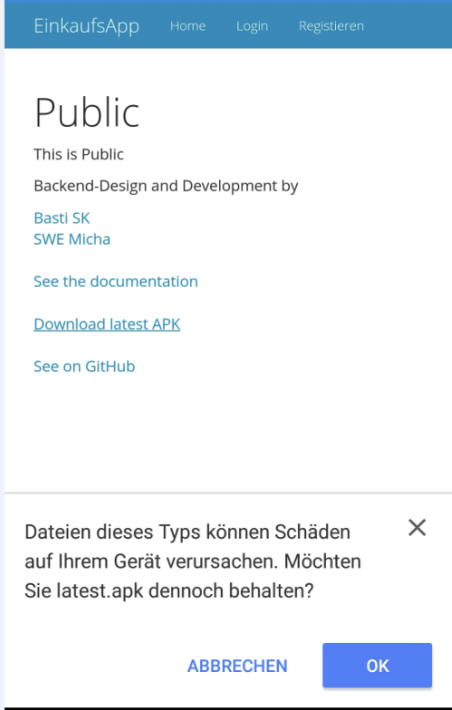 EinkaufsApp Home Login Registieren
Public
This is Public
Backend-Design and Development by
Basti SK
SWE Micha
See the documentation
Download latest APK
See on GitHub
Dateien dieses Typs können Schäden
auf Ihrem Gerät verursachen. Möchten
Sie latest.apk dennoch behalten?
ABBRECHEN OK